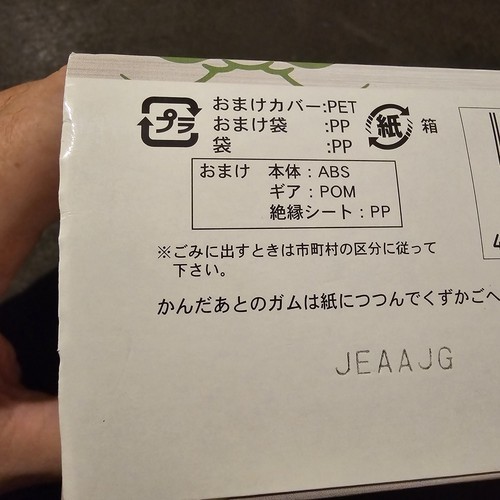 プラ
おまけカバー:PET
おまけ袋 :PP
袋 :PP
紙 箱
おまけ 本体：ABS
ギア：POM
絶縁シート：PP
※ごみに出すときは市町村の区分に従って
下さい。
かんだあとのガムは紙につつんでくずかごへ
JEAAJG